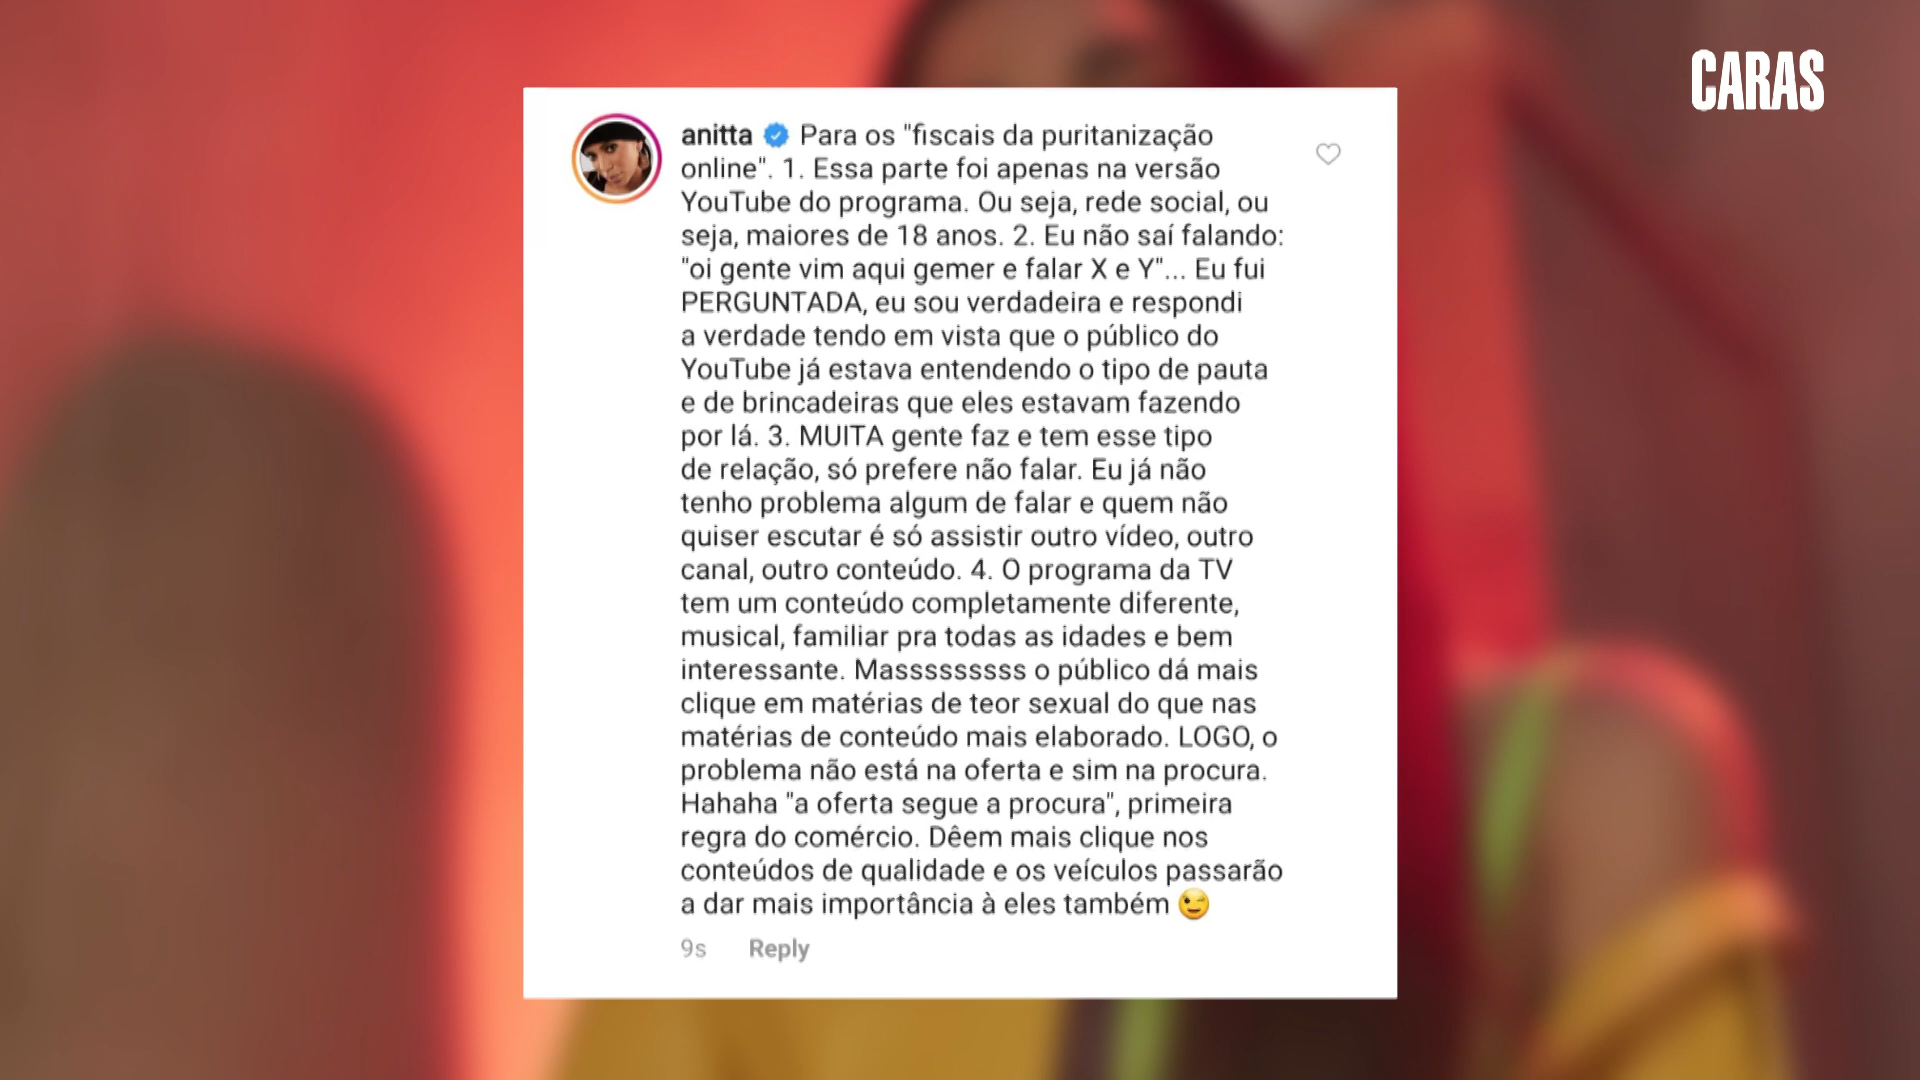 CARAS
anitta Para os "fiscais da puritanização
online". 1. Essa parte foi apenas na versão
YouTube do programa. Ou seja, rede social, ou
seja, maiores de 18 anos. 2. Eu não saí falando:
"oi gente vim aqui gemer e falar X e Y"... Eu fui
PERGUNTADA, eu sou verdadeira e respondi
a verdade tendo em vista que o público do
YouTube já estava entendendo o tipo de pauta
e de brincadeiras que eles estavam fazendo
por lá. 3. MUITA gente faz e tem esse tipo
de relação, só prefere não falar. Eu já não
tenho problema algum de falar e quem não
quiser escutar é só assistir outro vídeo, outro
canal, outro conteúdo. 4. O programa da TV
tem um conteúdo completamente diferente,
musical, familiar pra todas as idades e bem
interessante. Masssssssss o público dá mais
clique em matérias de teor sexual do que nas
matérias de conteúdo mais elaborado. LOGO, o
problema não está na oferta e sim na procura.
Hahaha "a oferta segue a procura", primeira
regra do comércio. Dêem mais clique nos
conteúdos de qualidade e os veículos passarão
a dar mais importância à eles também 😉
9s Reply